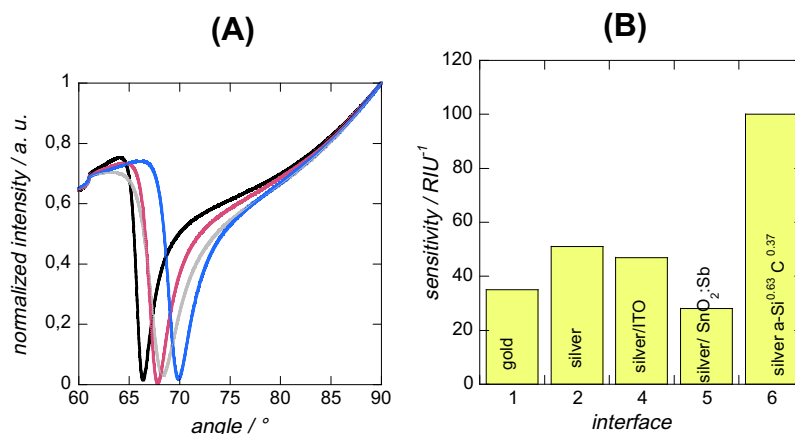 (A)
(B)
normalized intensity / a. u.
1
0,8
0,6
0,4
0,2
0
60 65 70 75 80 85 90
angle / °
sensitivity / RIU⁻¹
120
100
80
60
40
20
0
gold
silver
silver/ITO
silver/ SnO₂:Sb
silver a-Si⁰·⁶³ C ⁰·³⁷
1 2 4 5 6
interface